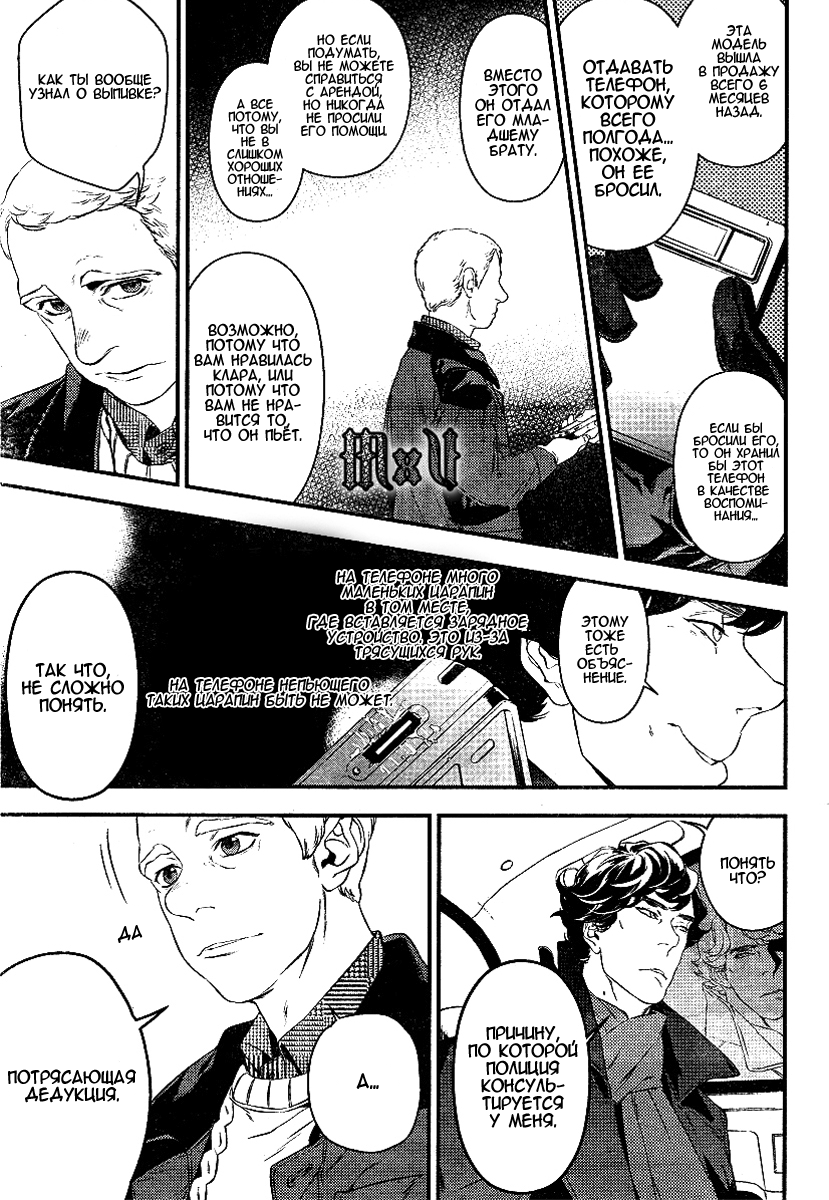 ЭТА
МОДЕЛЬ
ВЫШЛА
В ПРОДАЖУ
ВСЕГО 6
МЕСЯЦЕВ
НАЗАД.
ОТДАВАТЬ
ТЕЛЕФОН,
КОТОРОМУ
ВСЕГО
ПОЛГОДА...
ПОХОЖЕ,
ОН ЕЕ
БРОСИЛ.
ЕСЛИ БЫ
БРОСИЛИ ЕГО,
ТО ОН ХРАНИЛ
БЫ ЭТОТ
ТЕЛЕФОН
В КАЧЕСТВЕ
ВОСПОМИ-
НАНИЯ...
ВМЕСТО
ЭТОГО
ОН ОТДАЛ
ЕГО МЛА-
ДШЕМУ
БРАТУ.
НО ЕСЛИ
ПОДУМАТЬ,
ВЫ НЕ МОЖЕТЕ
СПРАВИТЬСЯ
С АРЕНДОЙ,
НО НИКОГДА
НЕ ПРОСИЛИ
ЕГО ПОМОЩИ.
А ВСЕ
ПОТОМУ,
ЧТО ВЫ
НЕ В
СЛИШКОМ
ХОРОШИХ
ОТНОШЕ-
НИЯХ...
ВОЗМОЖНО,
ПОТОМУ ЧТО
ВАМ НРАВИЛАСЬ
КЛАРА, ИЛИ
ПОТОМУ ЧТО
ВАМ НЕ НРА-
ВИТСЯ ТО,
ЧТО ОН ПЬЁТ.
MxV
КАК ТЫ ВООБЩЕ
УЗНАЛ О ВЫПИВКЕ?
ЭТОМУ
ТОЖЕ
ЕСТЬ
ОБЪЯС-
НЕНИЕ.
НА ТЕЛЕФОНЕ МНОГО
МАЛЕНЬКИХ ЦАРАПИН
В ТОМ МЕСТЕ,
ГДЕ ВСТАВЛЯЕТСЯ ЗАРЯДНОЕ
УСТРОЙСТВО. ЭТО ИЗ-ЗА
ТРЯСУЩИХСЯ РУК.
НА ТЕЛЕФОНЕ НЕПЬЮЩЕГО
ТАКИХ ЦАРАПИН БЫТЬ НЕ МОЖЕТ.
ТАК ЧТО,
НЕ СЛОЖНО
ПОНЯТЬ.
ПОНЯТЬ
ЧТО?
ПРИЧИНУ,
ПО КОТОРОЙ
ПОЛИЦИЯ
КОНСУЛЬ-
ТИРУЕТСЯ
У МЕНЯ.
ДА
А...
ПОТРЯСАЮЩАЯ
ДЕДУКЦИЯ.